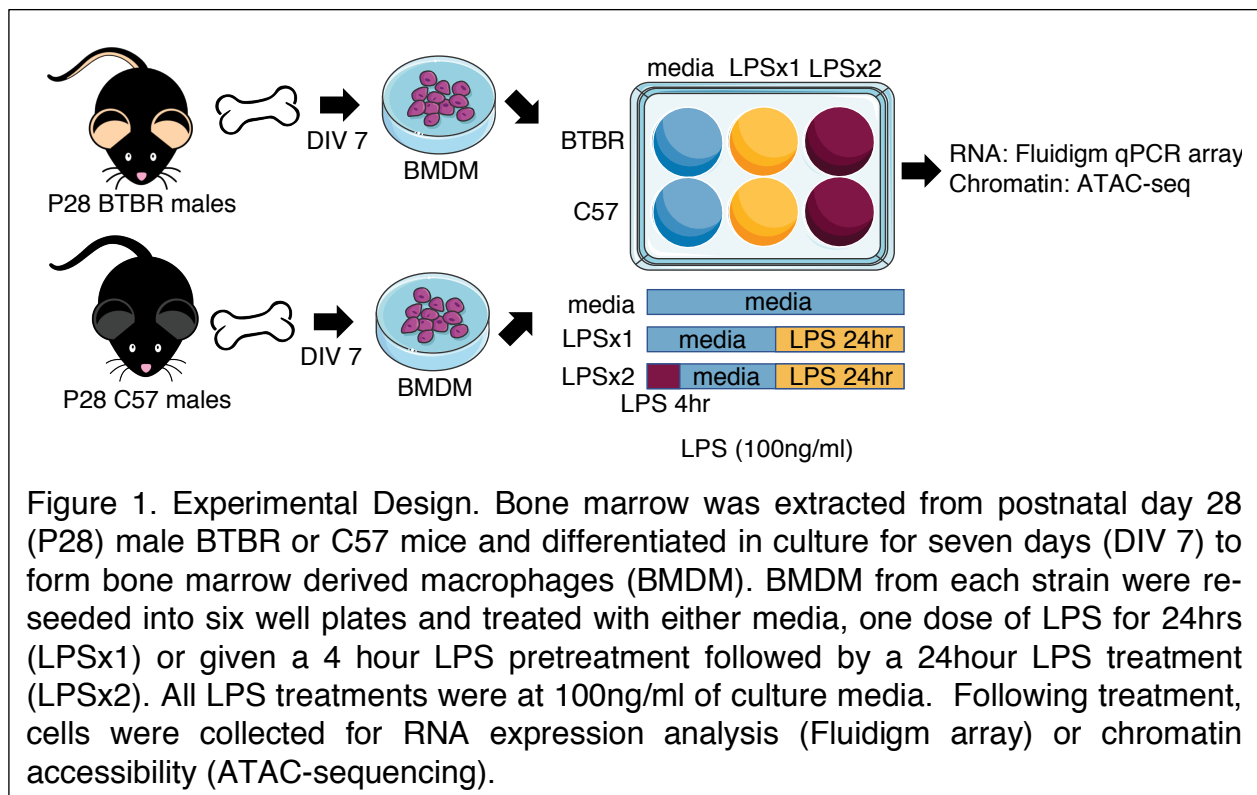 media LPSx1 LPSx2
DIV 7
BMDM
P28 BTBR males
BTBR
C57
RNA: Fluidigm qPCR array
Chromatin: ATAC-seq
DIV 7
BMDM
P28 C57 males
media media
LPSx1 media LPS 24hr
LPSx2 media LPS 24hr
LPS 4hr
LPS (100ng/ml)
Figure 1. Experimental Design. Bone marrow was extracted from postnatal day 28
(P28) male BTBR or C57 mice and differentiated in culture for seven days (DIV 7) to
form bone marrow derived macrophages (BMDM). BMDM from each strain were re-
seeded into six well plates and treated with either media, one dose of LPS for 24hrs
(LPSx1) or given a 4 hour LPS pretreatment followed by a 24hour LPS treatment
(LPSx2). All LPS treatments were at 100ng/ml of culture media. Following treatment,
cells were collected for RNA expression analysis (Fluidigm array) or chromatin
accessibility (ATAC-sequencing).